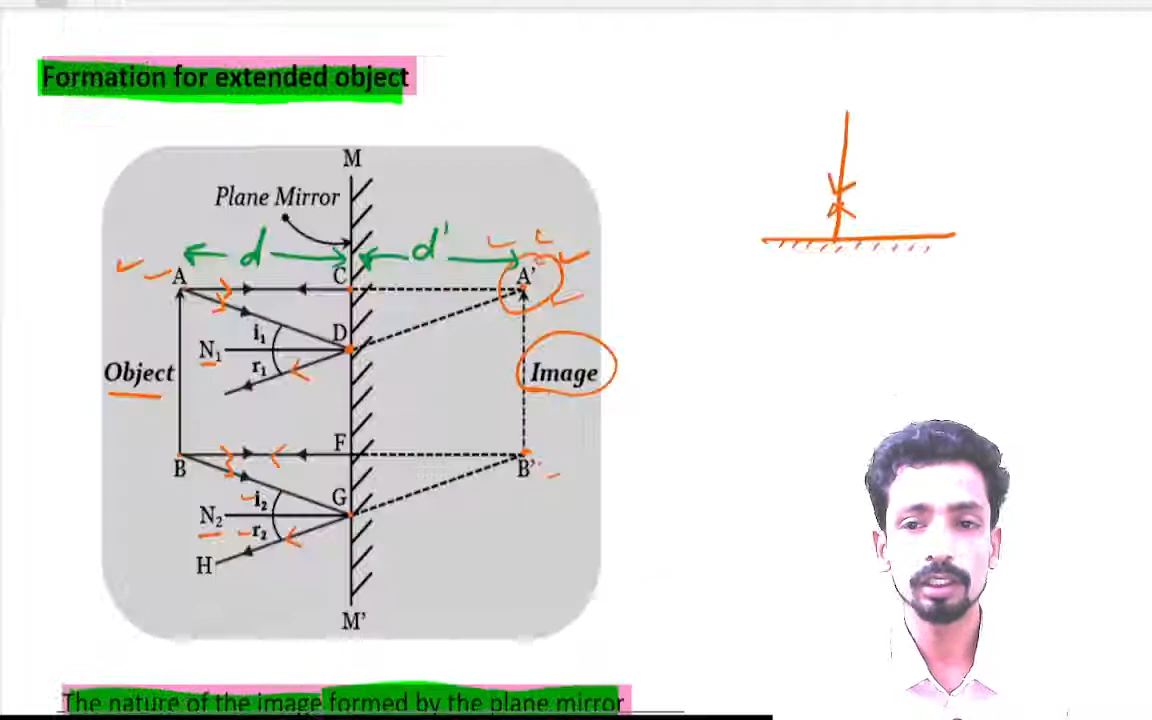 Formation for extended object
M
Plane Mirror
d d'
A C A'
D
i₁
N₁
r₁
Object Image
F
B B'
G
i₂
N₂
r₂
H
M'
The nature of the image formed by the plane mirror